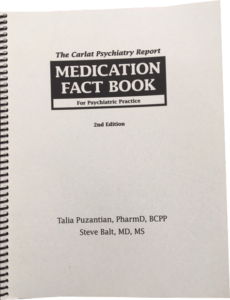 The Carlat Psychiatry Report
MEDICATION
FACT BOOK
For Psychiatric Practice
2nd Edition
Talia Puzantian, PharmD, BCPP
Steve Balt, MD, MS